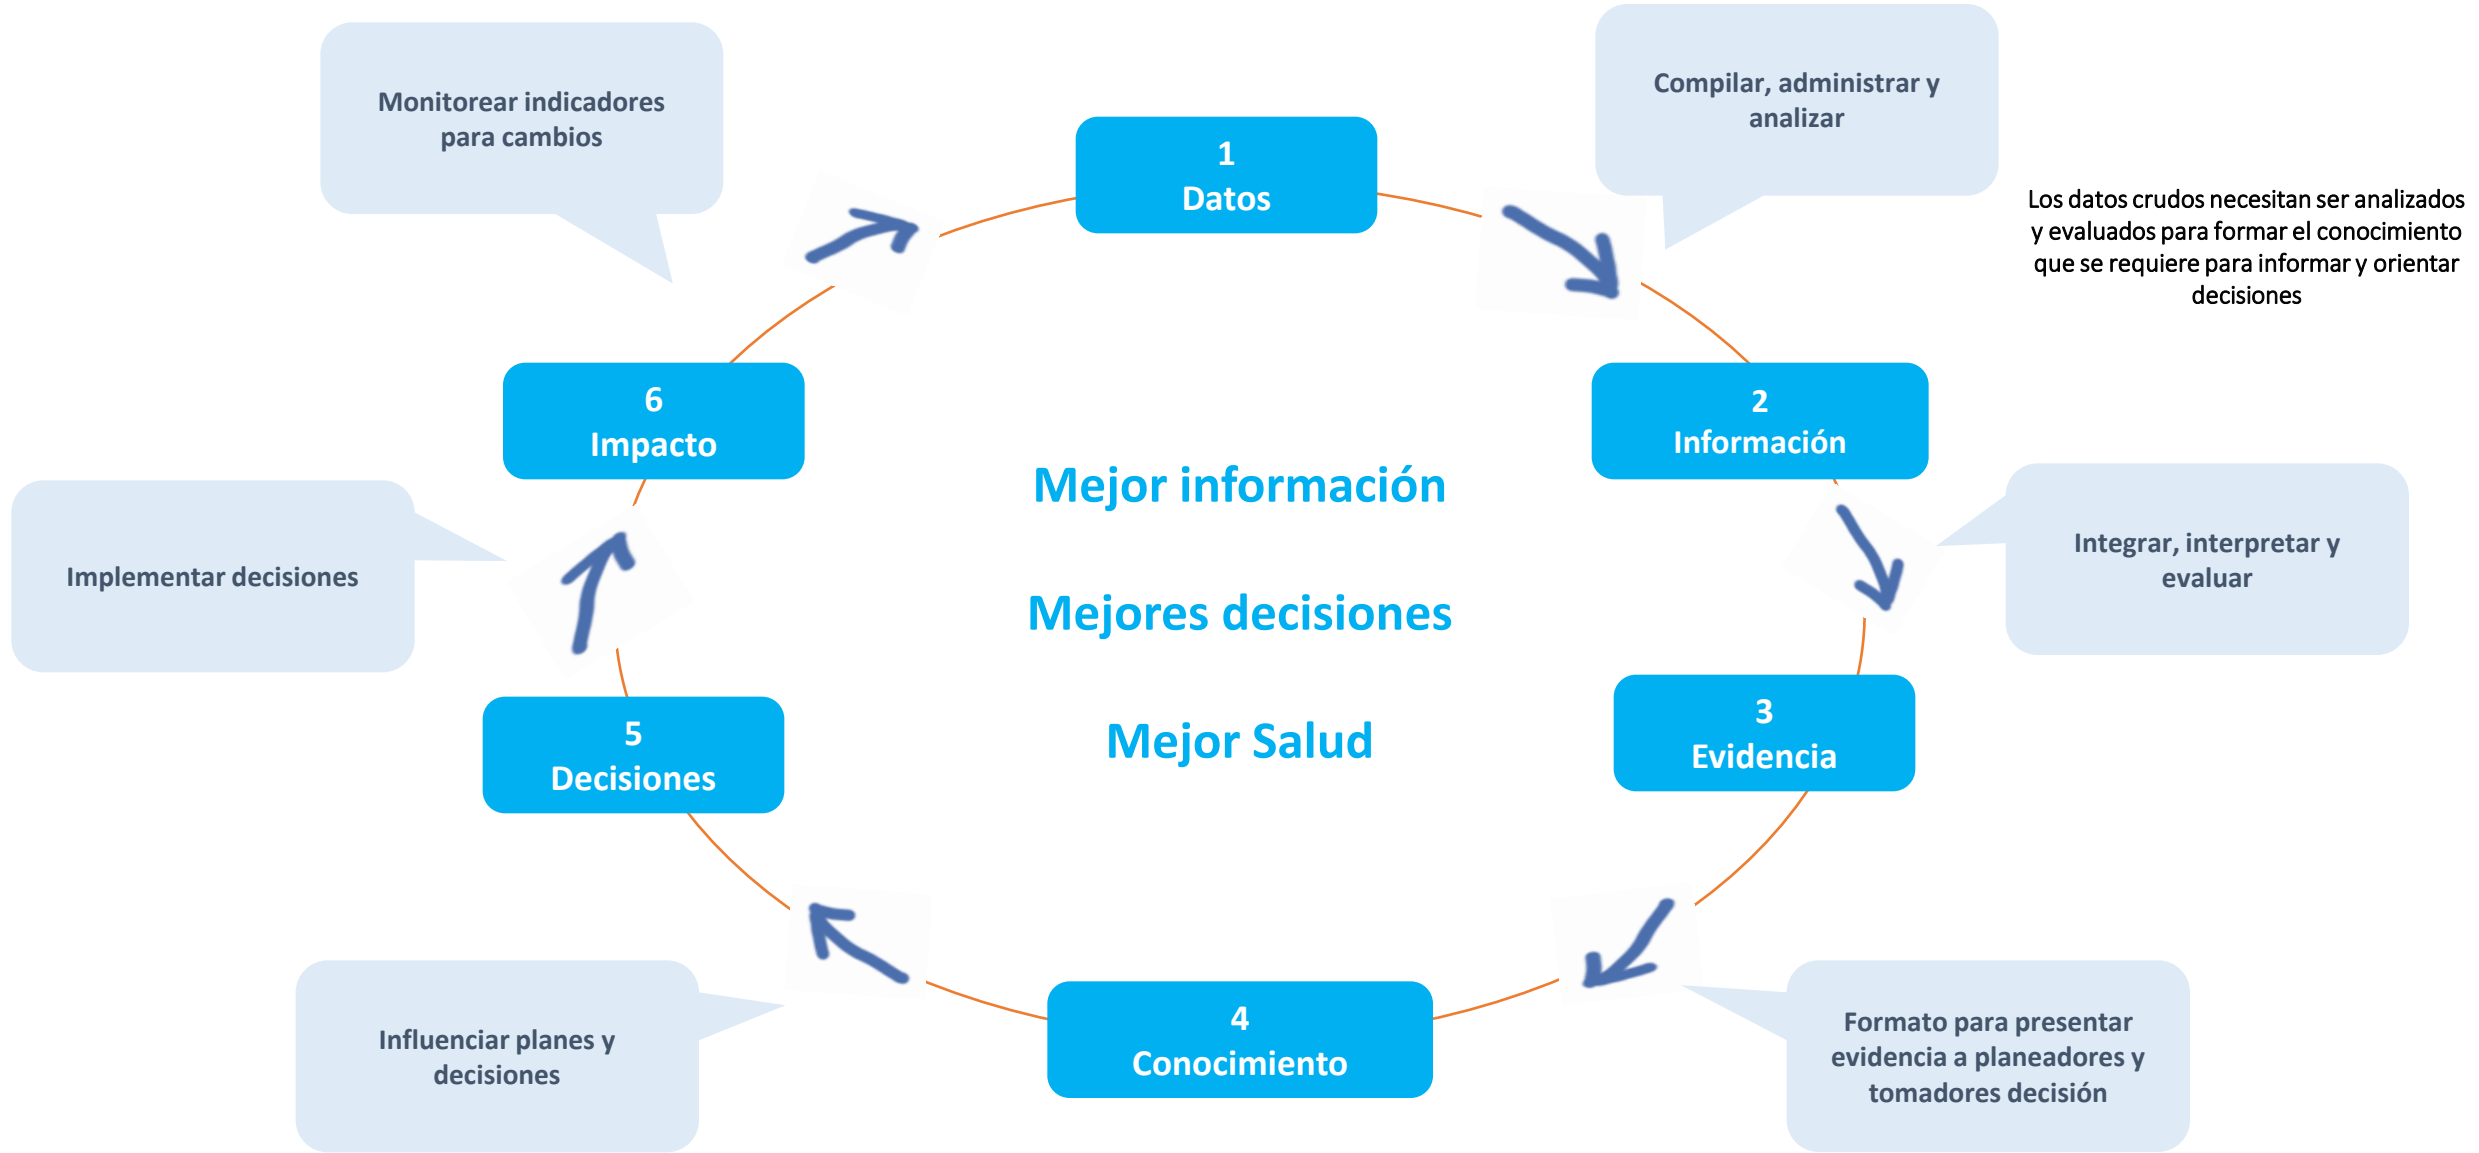 Monitorear indicadores
para cambios
1
Datos
Compilar, administrar y
analizar
Los datos crudos necesitan ser analizados
y evaluados para formar el conocimiento
que se requiere para informar y orientar
decisiones
6
Impacto
2
Información
Mejor información
Mejores decisiones
Mejor Salud
Implementar decisiones
Integrar, interpretar y
evaluar
5
Decisiones
3
Evidencia
Influenciar planes y
decisiones
4
Conocimiento
Formato para presentar
evidencia a planeadores y
tomadores decisión